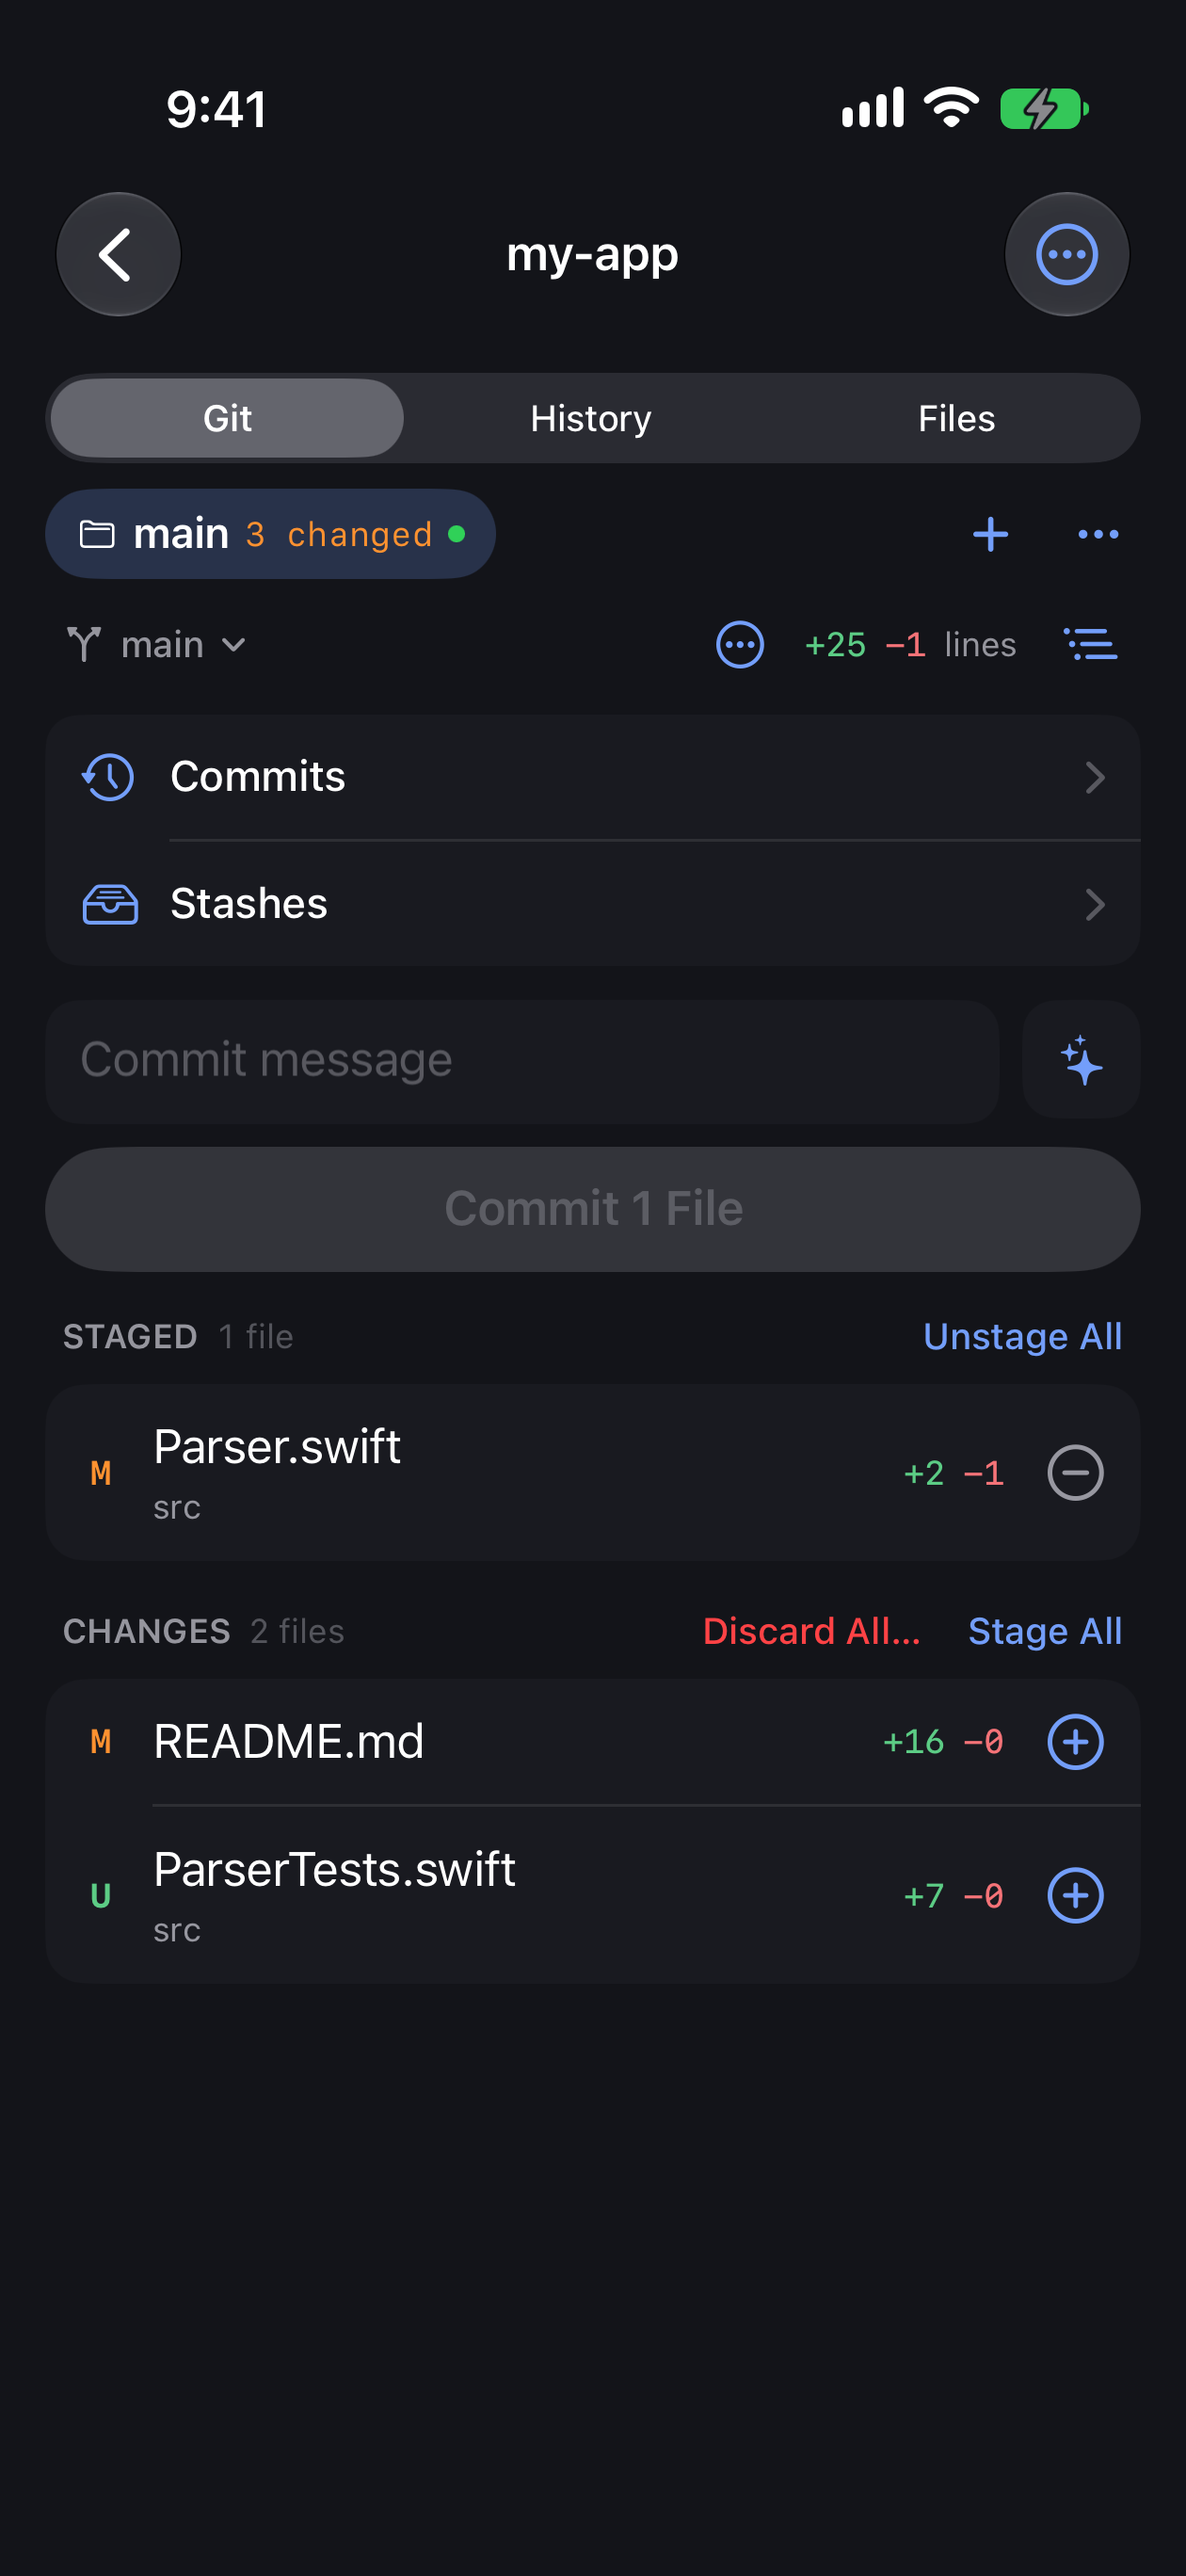 9:41
my-app
Git History Files
main 3 changed
main +25 −1 lines
Commits
Stashes
Commit message
Commit 1 File
STAGED 1 file Unstage All
M Parser.swift +2 −1
src
CHANGES 2 files Discard All... Stage All
M README.md +16 −0
U ParserTests.swift +7 −0
src